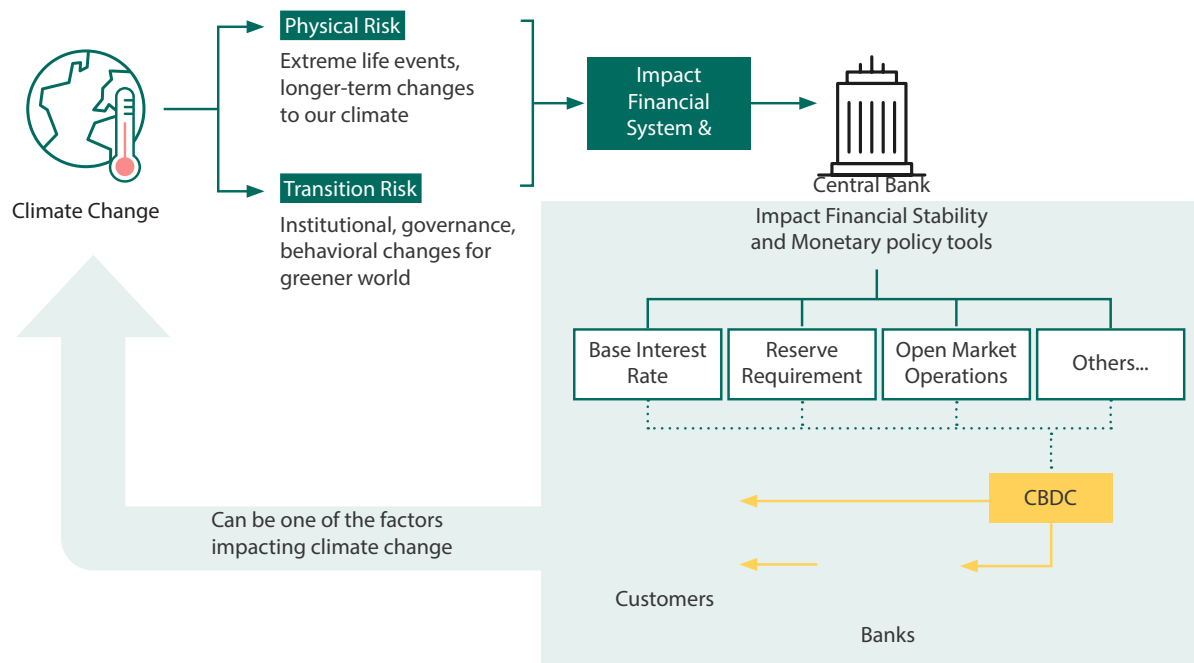 Climate Change
Physical Risk
Extreme life events,
longer-term changes
to our climate
Transition Risk
Institutional, governance,
behavioral changes for
greener world
Impact
Financial
System &
Central Bank
Impact Financial Stability
and Monetary policy tools
Base Interest
Rate
Reserve
Requirement
Open Market
Operations
Others...
CBDC
Can be one of the factors
impacting climate change
Customers
Banks